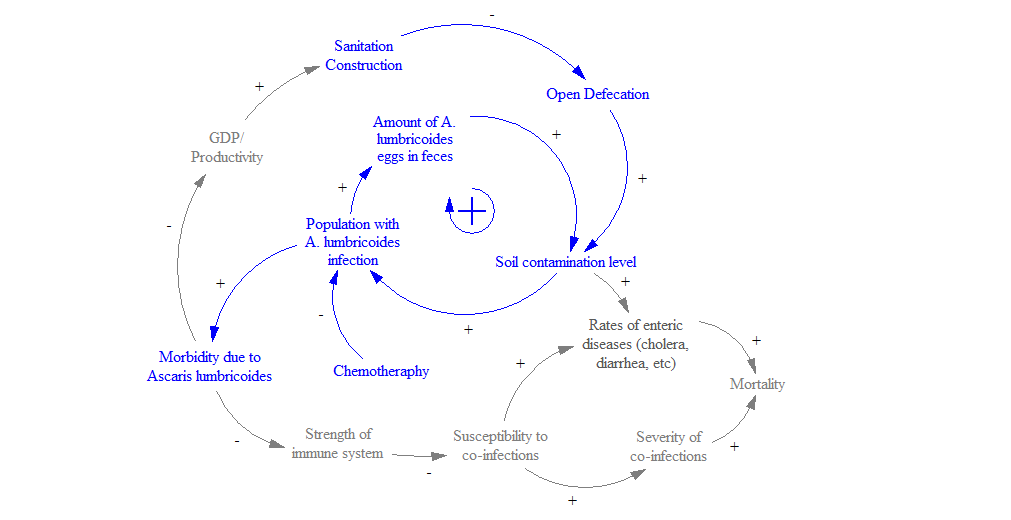 -
Sanitation
Construction
+
Open Defecation
Amount of A.
lumbricoides
eggs in feces
+
GDP/
Productivity
+
+
-
Population with
A. lumbricoides
infection
+
Soil contamination level
+
+
-
+
Rates of enteric
diseases (cholera,
diarrhea, etc)
+
Morbidity due to
Ascaris lumbricoides
Chemotheraphy
+
Mortality
-
Strength of
immune system
-
Susceptibility to
co-infections
Severity of
co-infections
+
+